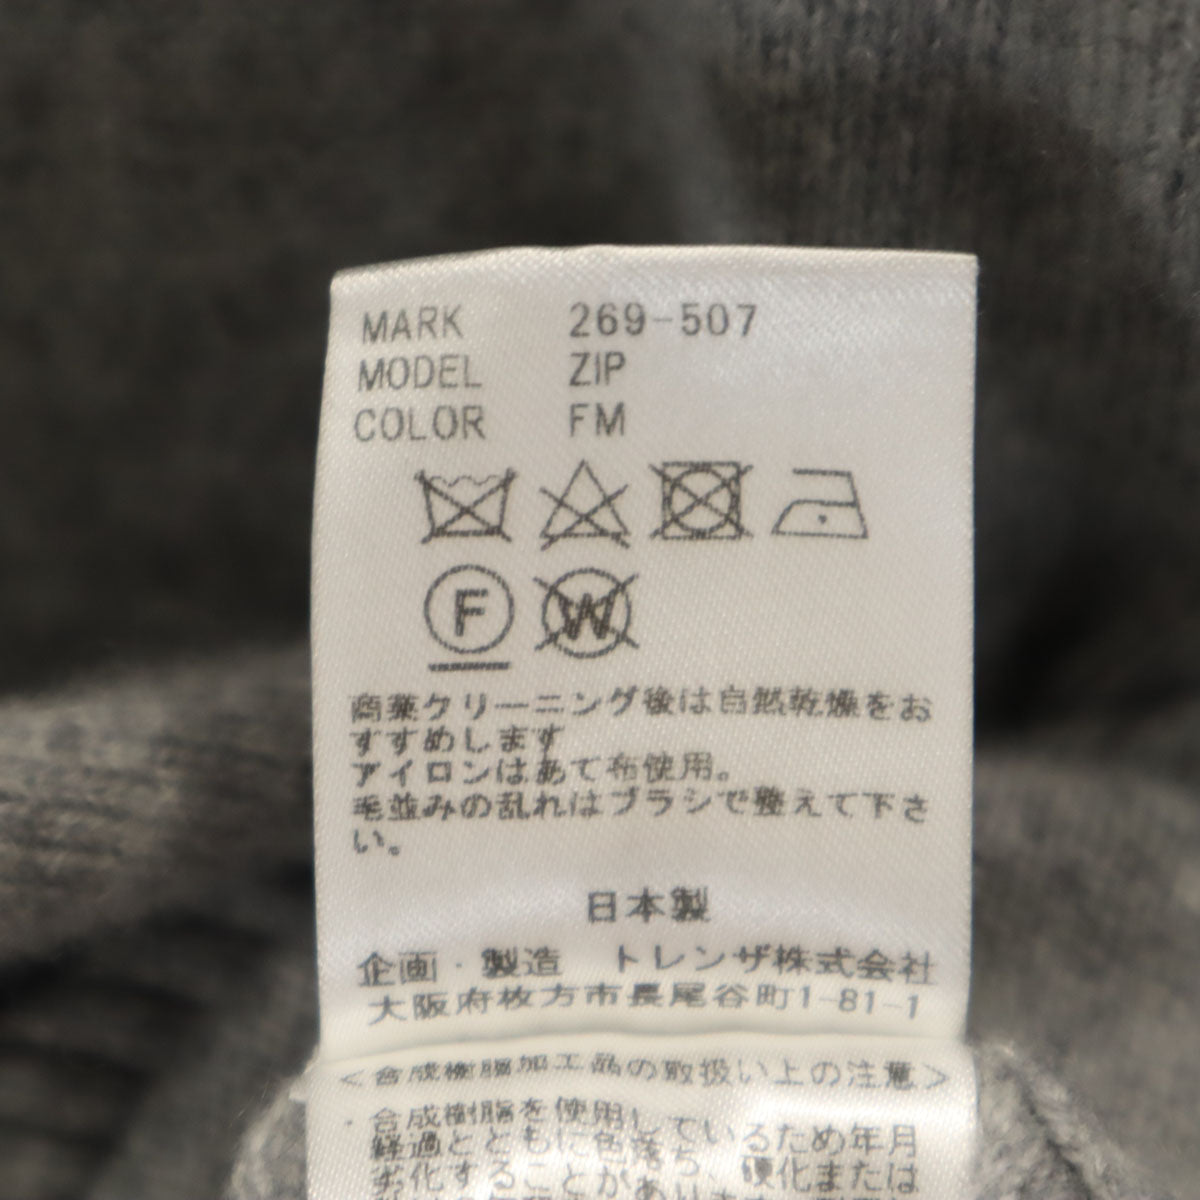 MARK 269-507
MODEL ZIP
COLOR FM
F W
商業クリーニング後は自然乾燥をお
すすめします
アイロンはあて布使用。
毛並みの乱れはブラシで整えて下さ
い。
日本製
企画・製造 トレンザ株式会社
大阪府枚方市長尾谷町1-81-1
<合成樹脂加工品の取扱い上の注意>
・合成樹脂を使用しているため年月
経過とともに色落ち、硬化または
劣化することがあります